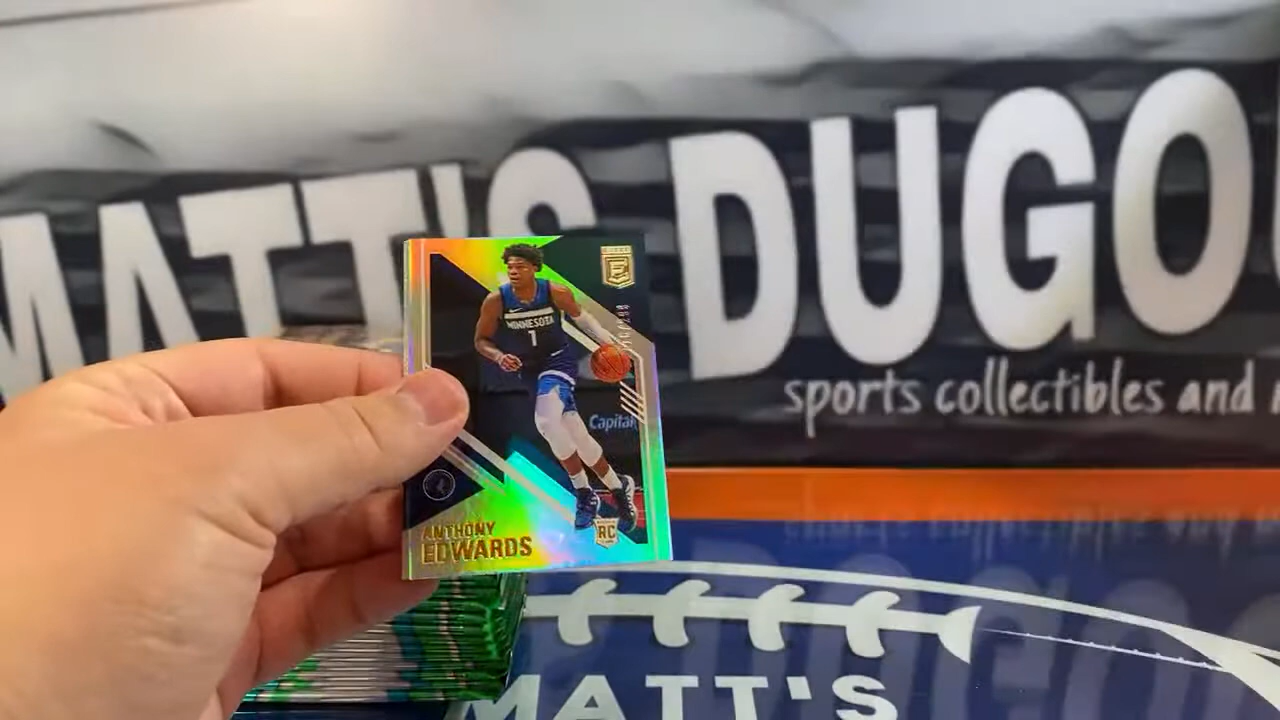 MATT'S DUGO
sports collectibles and
MINNESOTA
1
Capital
ANTHONY
EDWARDS
RC
E
MATT'S